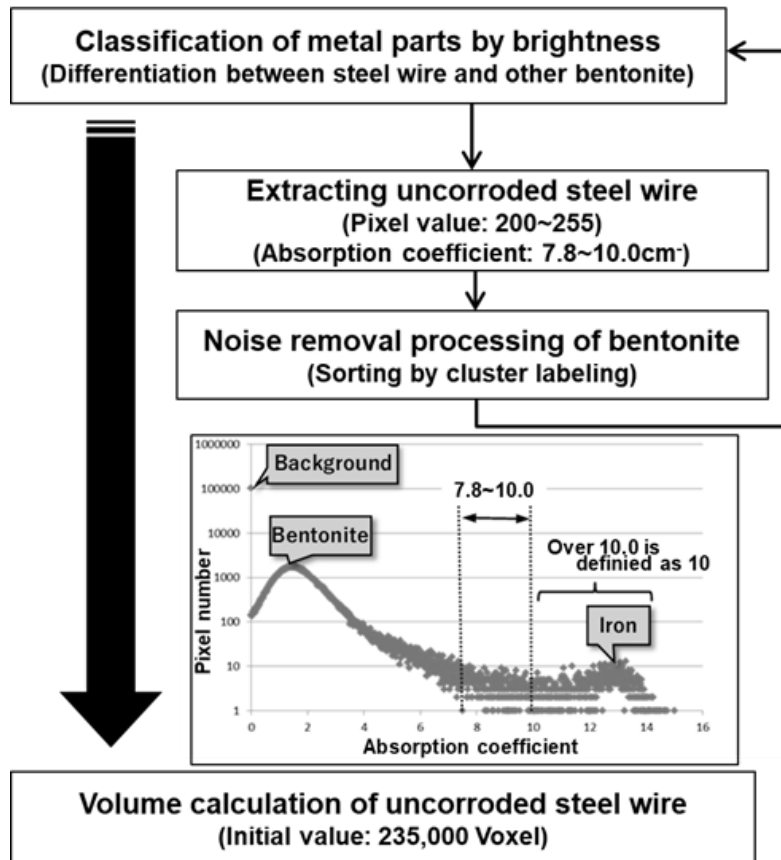 Classification of metal parts by brightness
(Differentiation between steel wire and other bentonite)
Extracting uncorroded steel wire
(Pixel value: 200~255)
(Absorption coefficient: 7.8~10.0cm⁻)
Noise removal processing of bentonite
(Sorting by cluster labeling)
1000000
100000
10000
1000
100
10
1
Pixel number
Background
Bentonite
7.8~10.0
Over 10.0 is
definied as 10
Iron
0
2
4
6
8
10
12
14
16
Absorption coefficient
Volume calculation of uncorroded steel wire
(Initial value: 235,000 Voxel)